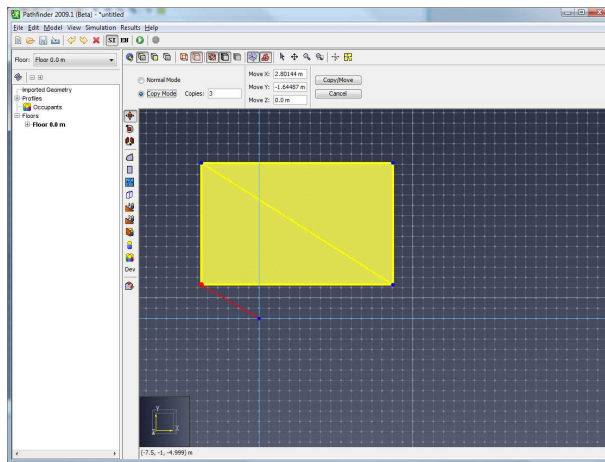 Pathfinder 2009.1 (Beta) - *untitled
File Edit Model View Simulation Results Help
SI EN
Floor: Floor 0.0 m
Normal Mode
Copy Mode Copies: 3
Move X: 2.80144 m
Move Y: -1.64487 m
Move Z: 0.0 m
Copy/Move
Cancel
Imported Geometry
Profiles
Occupants
Floors
Floor 0.0 m
Dev
Y
X
Z
(-7.5, -1, -4.999) m